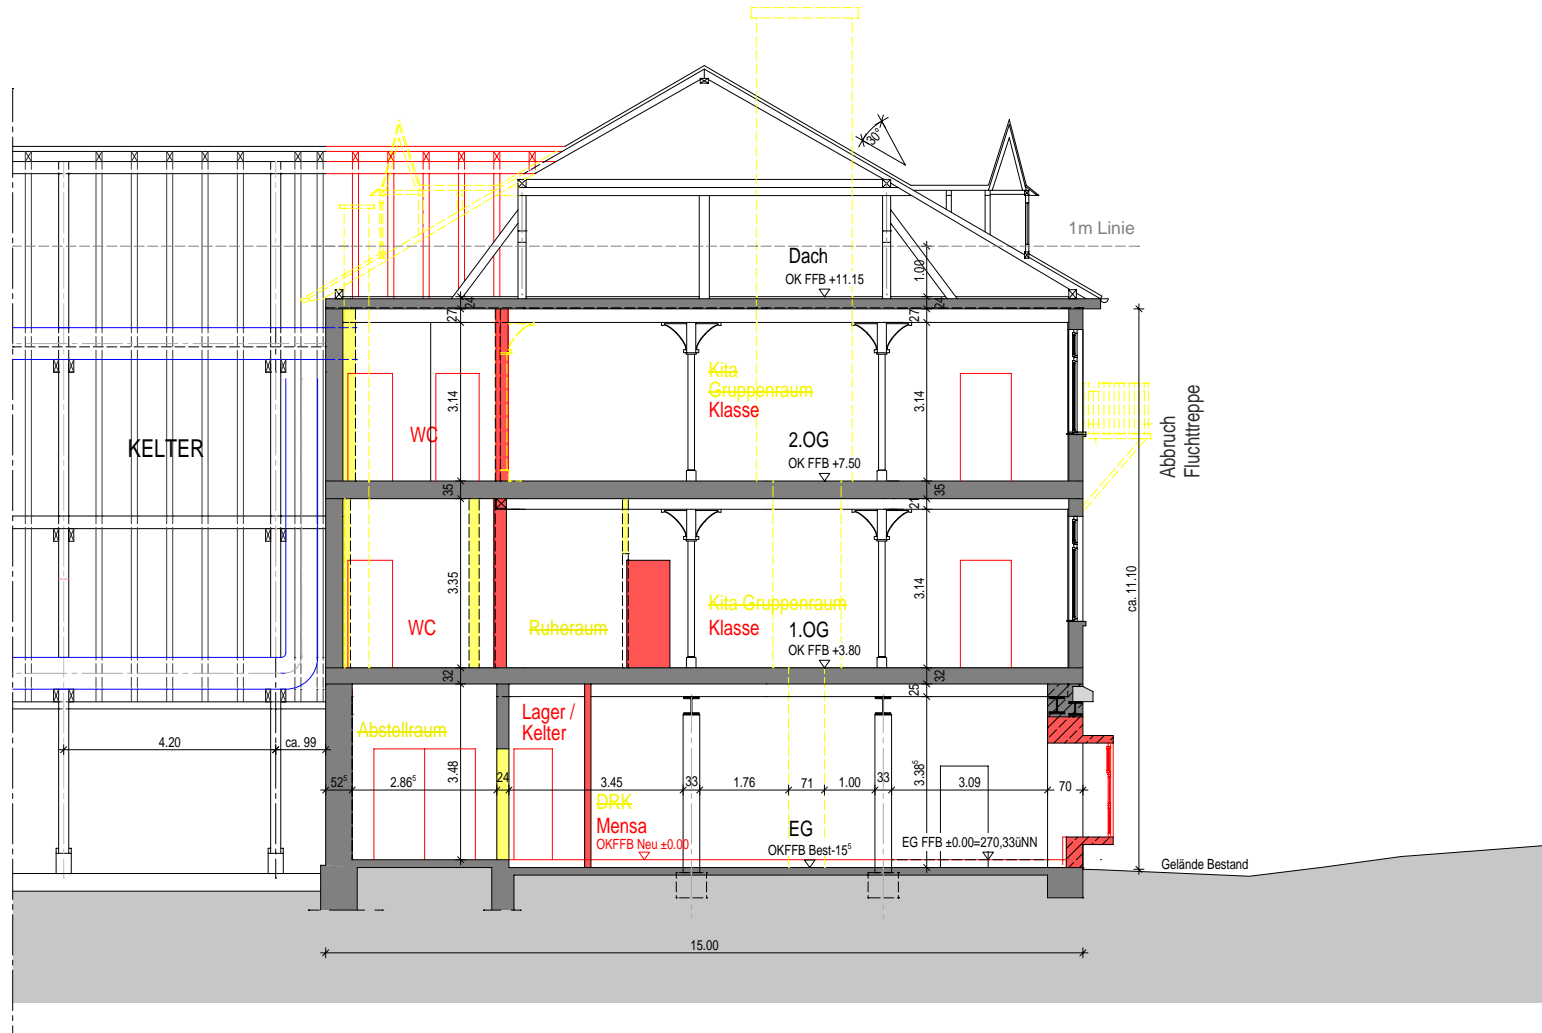 30°
1m Linie
Dach
OK FFB +11.15
1.00
24
24
27
27
Kita
Gruppenraum
Klasse
3.14
3.14
WC
KELTER
2.OG
OK FFB +7.50
Abbruch
Fluchttreppe
35
35
21
3.35
3.14
ca. 11.10
Kita Gruppenraum
WC
Ruheraum
Klasse
1.OG
OK FFB +3.80
32
32
25
Abstellraum
Lager /
Kelter
4.20
ca. 99
3.48
3.38⁵
52⁵
2.86⁵
24
3.45
33
1.76
71
1.00
33
3.09
70
DRK
Mensa
OKFFB Neu ±0.00
EG
OKFFB Best-15⁵
EG FFB ±0.00=270,33üNN
Gelände Bestand
15.00